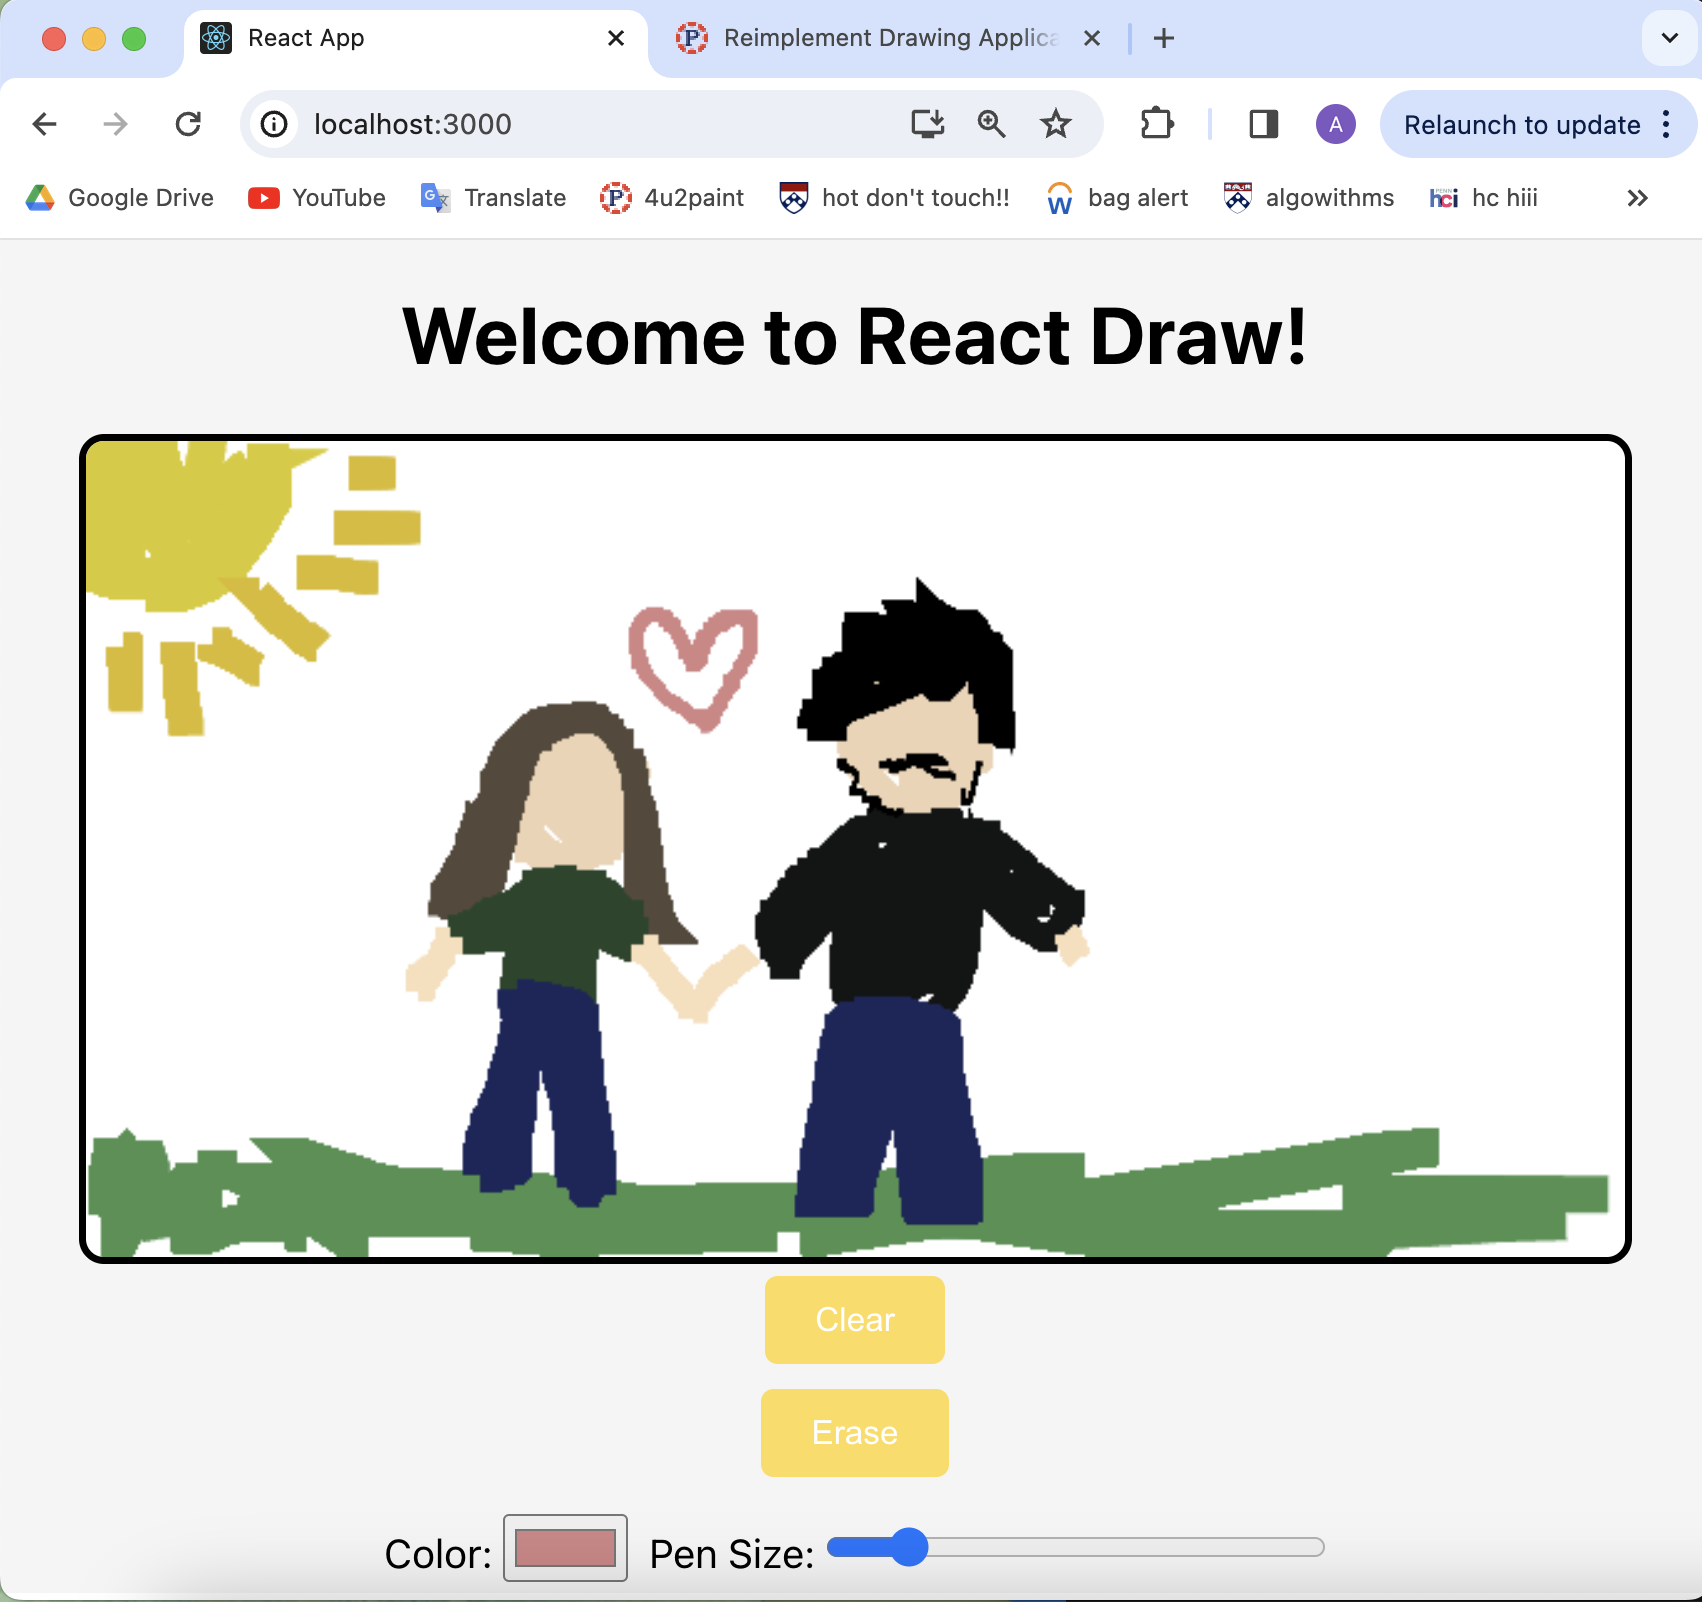 React App
Reimplement Drawing Applica
localhost:3000
A
Relaunch to update
Google Drive YouTube Translate 4u2paint hot don't touch!! bag alert algowithms hci hc hiii
Welcome to React Draw!
Clear
Erase
Color: Pen Size: